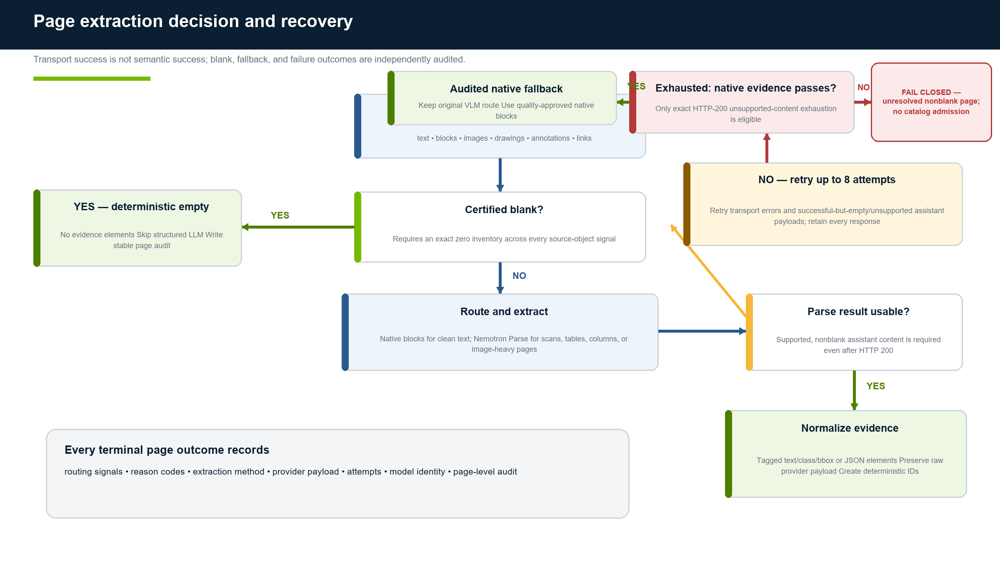 Page extraction decision and recovery
Transport success is not semantic success; blank, fallback, and failure outcomes are independently audited.
Audited native fallback
Keep original VLM route Use quality-approved native
blocks
YES
Exhausted: native evidence passes?
Only exact HTTP-200 unsupported-content exhaustion
is eligible
NO
FAIL CLOSED —
unresolved nonblank page;
no catalog admission
text • blocks • images • drawings • annotations • links
NO — retry up to 8 attempts
Retry transport errors and successful-but-empty/unsupported assistant
payloads; retain every response
YES — deterministic empty
No evidence elements Skip structured LLM Write
stable page audit
YES
Certified blank?
Requires an exact zero inventory across every source-object signal
NO
Route and extract
Native blocks for clean text; Nemotron Parse for scans, tables, columns, or
image-heavy pages
Parse result usable?
Supported, nonblank assistant content is required
even after HTTP 200
YES
Normalize evidence
Tagged text/class/bbox or JSON elements Preserve raw
provider payload Create deterministic IDs
Every terminal page outcome records
routing signals • reason codes • extraction method • provider payload • attempts • model identity • page-level audit